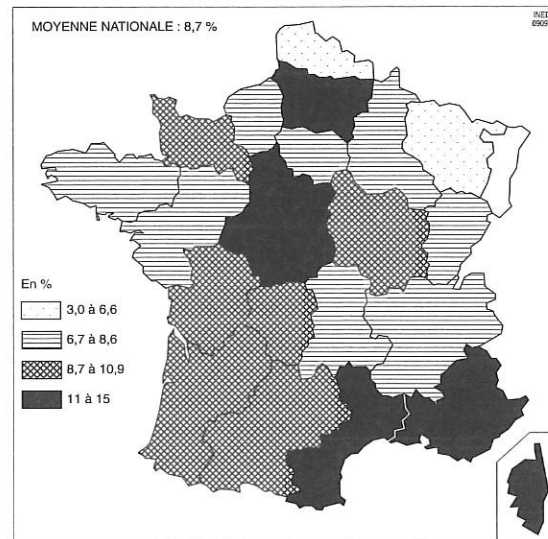 MOYENNE NATIONALE : 8,7 %
INED
En %
3,0 à 6,6
6,7 à 8,6
8,7 à 10,9
11 à 15